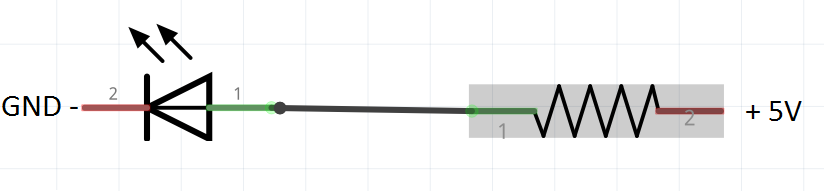 GND - 2 1 1 2 + 5V